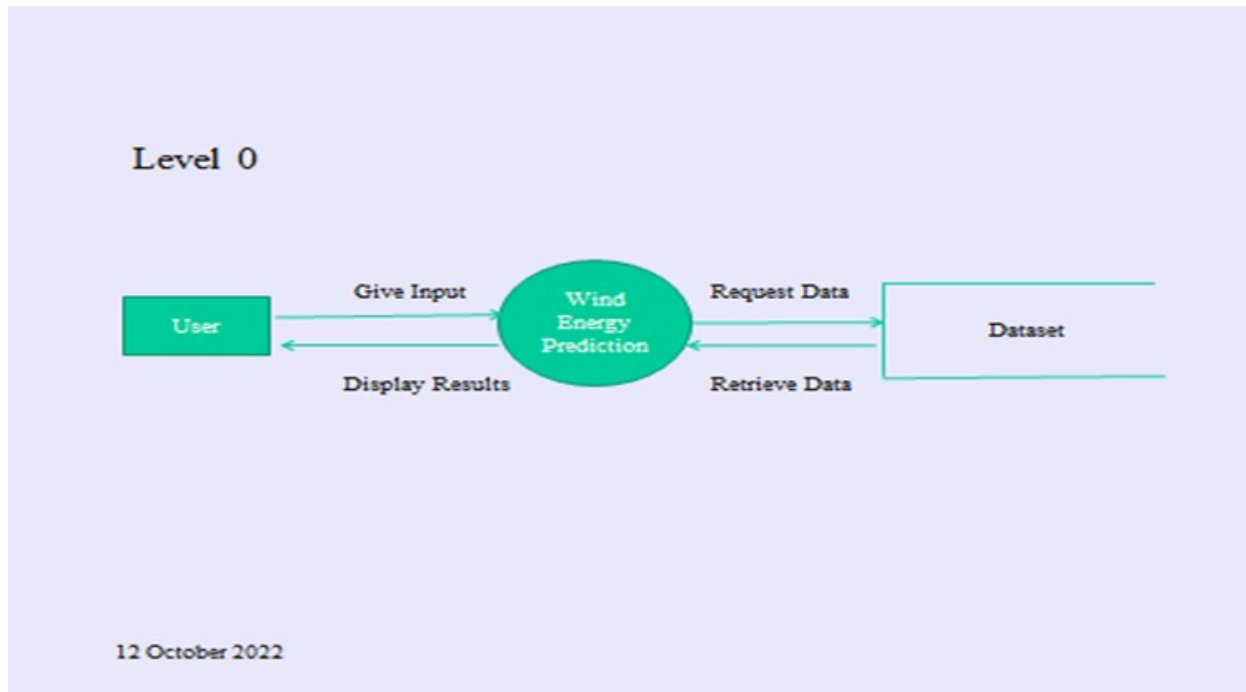 Level 0
Give Input
Request Data
User
Wind
Energy
Prediction
Dataset
Display Results
Retrieve Data
12 October 2022